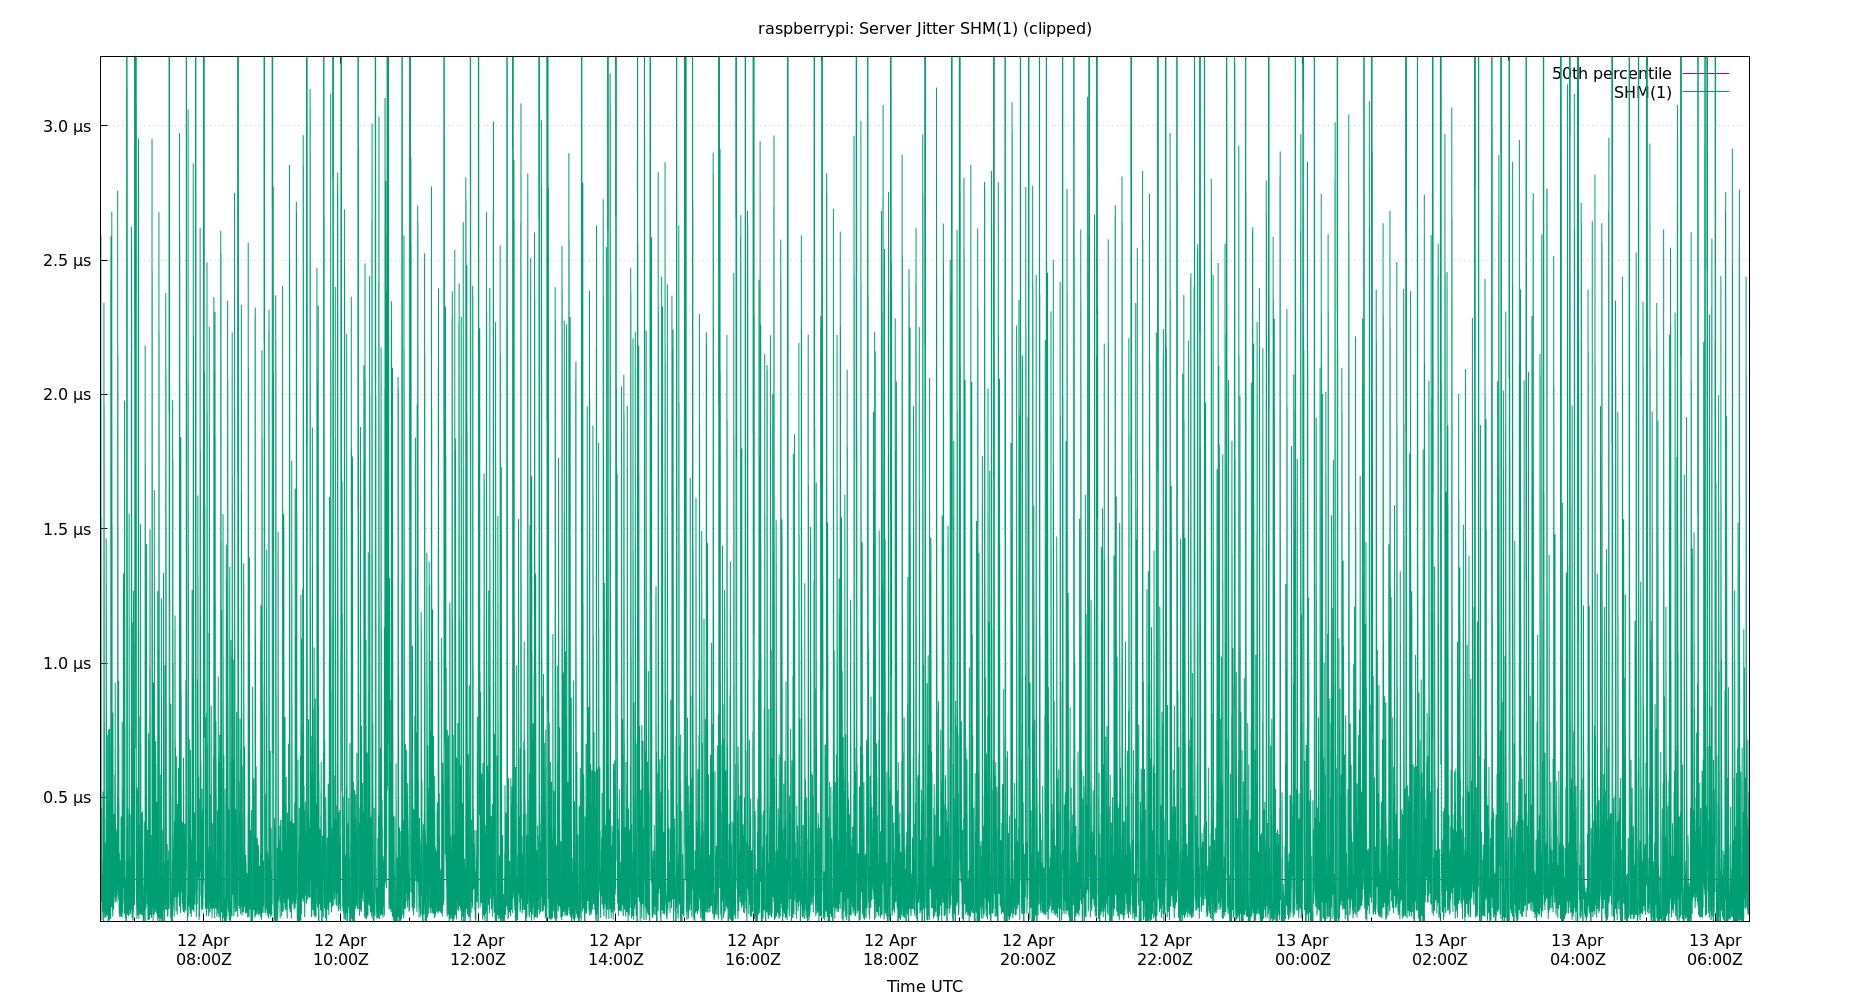 raspberrypi: Server Jitter SHM(1) (clipped)
50th percentile
SHM(1)
3.0 µs
2.5 µs
2.0 µs
1.5 µs
1.0 µs
0.5 µs
12 Apr 12 Apr 12 Apr 12 Apr 12 Apr 12 Apr 12 Apr 12 Apr 13 Apr 13 Apr 13 Apr 13 Apr
08:00Z 10:00Z 12:00Z 14:00Z 16:00Z 18:00Z 20:00Z 22:00Z 00:00Z 02:00Z 04:00Z 06:00Z
Time UTC